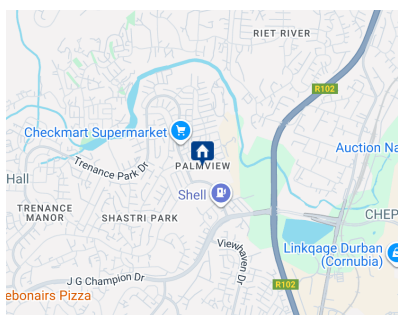 RIET RIVER
R102
Checkmart Supermarket
Auction Na
Trenance Park Dr
PALMVIEW
Hall
Shell
TRENANCE
MANOR
SHASTRI PARK
CHEP
Viewhaven Dr
Linkqage Durban
(Cornubia)
J G Champion Dr
R102
ebonairs Pizza